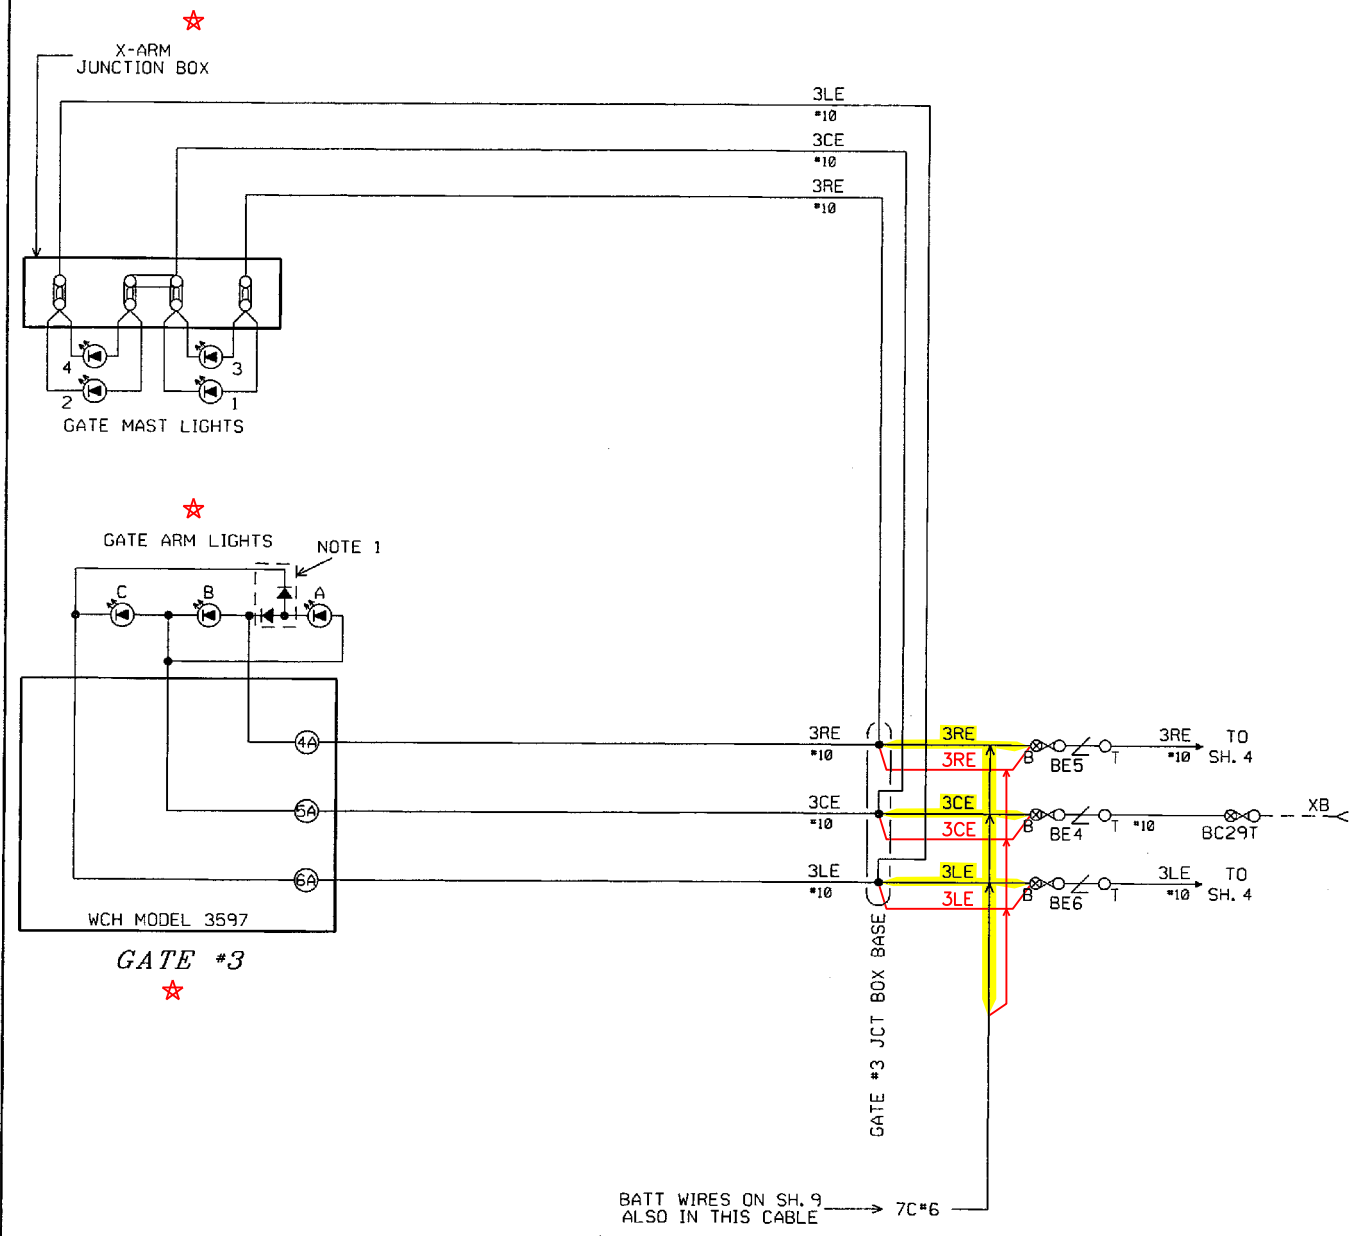 X-ARM
JUNCTION BOX
3LE
#10
3CE
#10
3RE
#10
4
3
2
1
GATE MAST LIGHTS
GATE ARM LIGHTS
NOTE 1
C
B
A
4A
3RE
#10
3RE
3RE
B
BE5
T
3RE
#10
TO
SH. 4
5A
3CE
#10
3CE
3CE
B
BE4
T
#10
BC29T
XB
6A
3LE
#10
3LE
3LE
B
BE6
T
3LE
#10
TO
SH. 4
WCH MODEL 3597
GATE #3
GATE #3 JCT BOX BASE
BATT WIRES ON SH. 9
ALSO IN THIS CABLE
7C#6